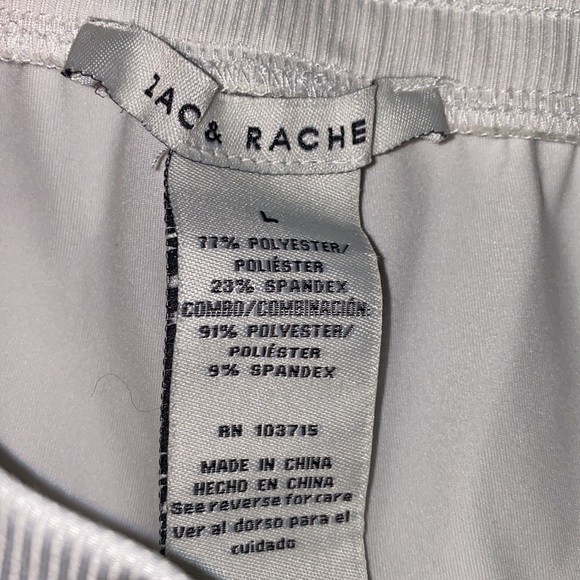 ZAC & RACHE
L
77% POLYESTER/
POLIÉSTER
23% SPANDEX
COMBO/COMBINACIÓN:
91% POLYESTER/
POLIÉSTER
9% SPANDEX
RN 103715
MADE IN CHINA
HECHO EN CHINA
See reverse for care
Ver al dorso para el
cuidado